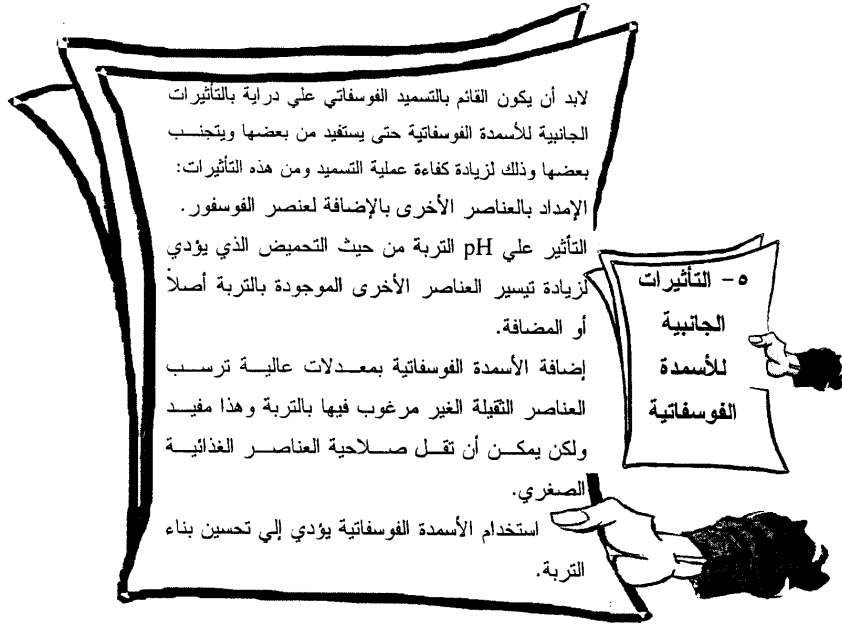 لابد أن يكون القائم بالتسميد الفوسفاتي علي دراية بالتأثيرات
الجانبية للأسمدة الفوسفاتية حتى يستفيد من بعضها ويتجنب
بعضها وذلك لزيادة كفاءة عملية التسميد ومن هذه التأثيرات:
الإمداد بالعناصر الأخرى بالإضافة لعنصر الفوسفور.
التأثير علي pH التربة من حيث التحميض الذي يؤدي
لزيادة تيسير العناصر الأخرى الموجودة بالتربة أصلاً
أو المضافة.
إضافة الأسمدة الفوسفاتية بمعدلات عالية ترسب
العناصر الثقيلة الغير مرغوب فيها بالتربة وهذا مفيد
ولكن يمكن أن تقل صلاحية العناصر الغذائية
الصغري.
استخدام الأسمدة الفوسفاتية يؤدي إلي تحسين بناء
التربة.
٥- التأثيرات
الجانبية
للأسمدة
الفوسفاتية